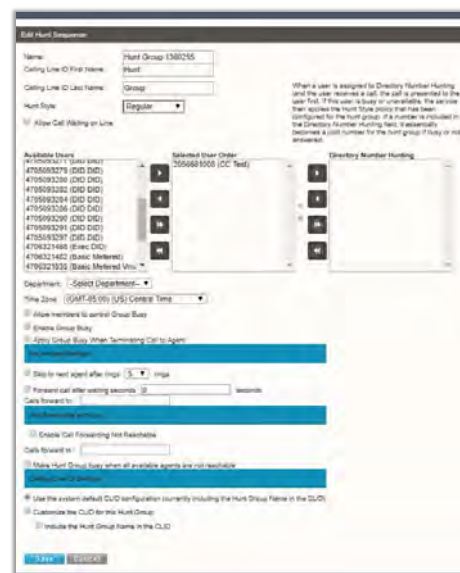 Edit Hunt Sequence
Name: Hunt Group 1360255
Calling Line ID First Name: Hunt
Calling Line ID Last Name: Group
Hunt Style: Regular
Allow Call Waiting on Line
When a user is assigned to Directory Number Hunting
and the user receives a call, the call is presented to the
user first. If this user is busy or unavailable, the service
then applies the Hunt Style policy that has been
configured for the hunt group. If a number is included in
the Directory Number Hunting field, it essentially
becomes a pilot number for the hunt group if busy or not
answered.
Available Users Selected User Order Directory Number Hunting
4705093271 (DID DID)
4705093279 (DID DID)
4705093280 (DID DID)
4705093282 (DID DID)
4705093284 (DID DID)
4705093286 (DID DID)
4705093290 (DID DID)
4705093291 (DID DID)
4705093297 (DID DID)
4706321468 (Exec DID)
4706321482 (Basic Metered)
(Basic Metered
(CC Test)
Department: -Select Department-
Time Zone: (GMT-05:00) (US) Central Time
Allow members to control Group Busy
Enable Group Busy
Apply Group Busy When Terminating Call to Agent
Skip to next agent after rings 5 rings
Forward call after waiting seconds 0 seconds
Calls forward to:
Enable Call Forwarding Not Reachable
Calls forward to:
Make Hunt Group busy when all available agents are not reachable
Use the system default CLID configuration (currently including the Hunt Group Name in the CLID)
Customize the CLID for this Hunt Group
Include the Hunt Group Name in the CLID
Save Cancel